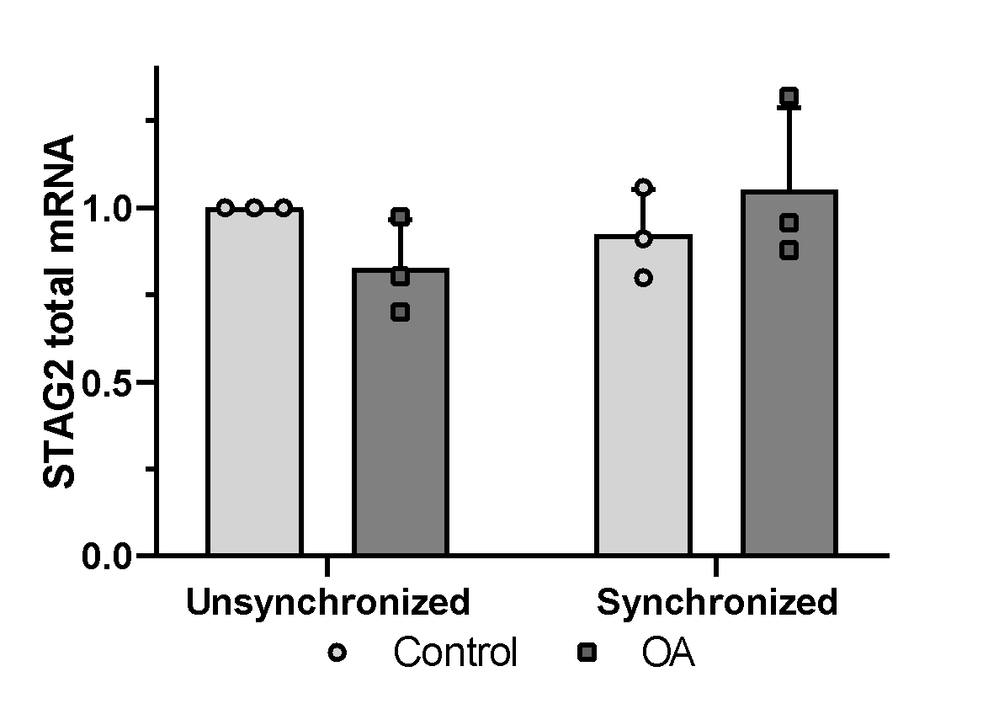 STAG2 total mRNA
1.0
0.5
0.0
Unsynchronized Synchronized
Control OA